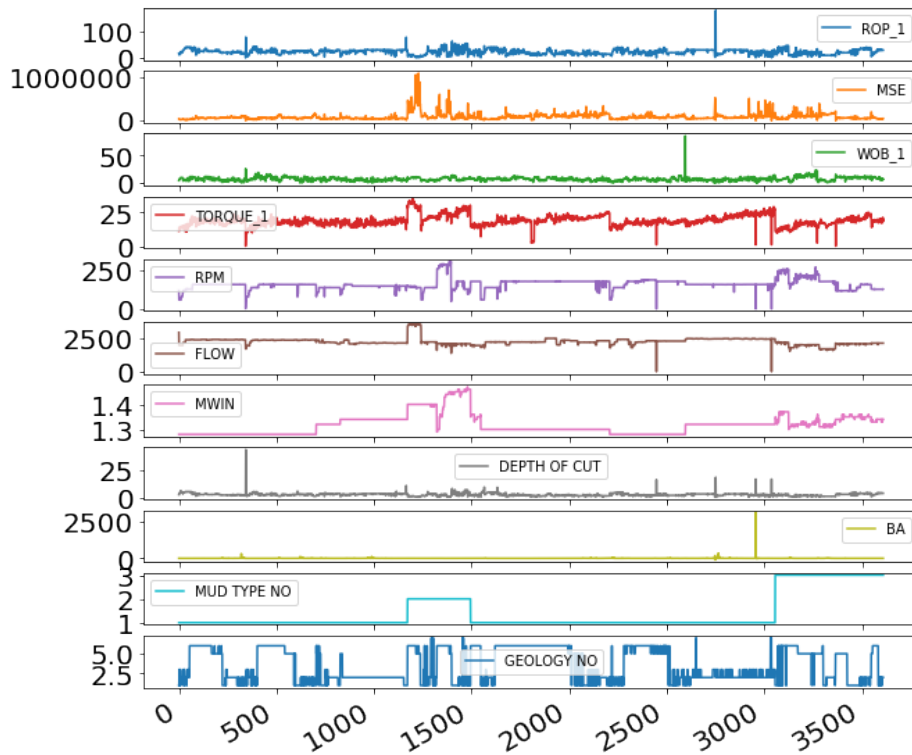 100
0
ROP_1
1000000
0
MSE
50
0
WOB_1
25
0
TORQUE_1
250
0
RPM
2500
0
FLOW
1.4
1.3
MWIN
25
0
DEPTH OF CUT
2500
0
BA
3
2
1
MUD TYPE NO
5.0
2.5
GEOLOGY NO
0 500 1000 1500 2000 2500 3000 3500